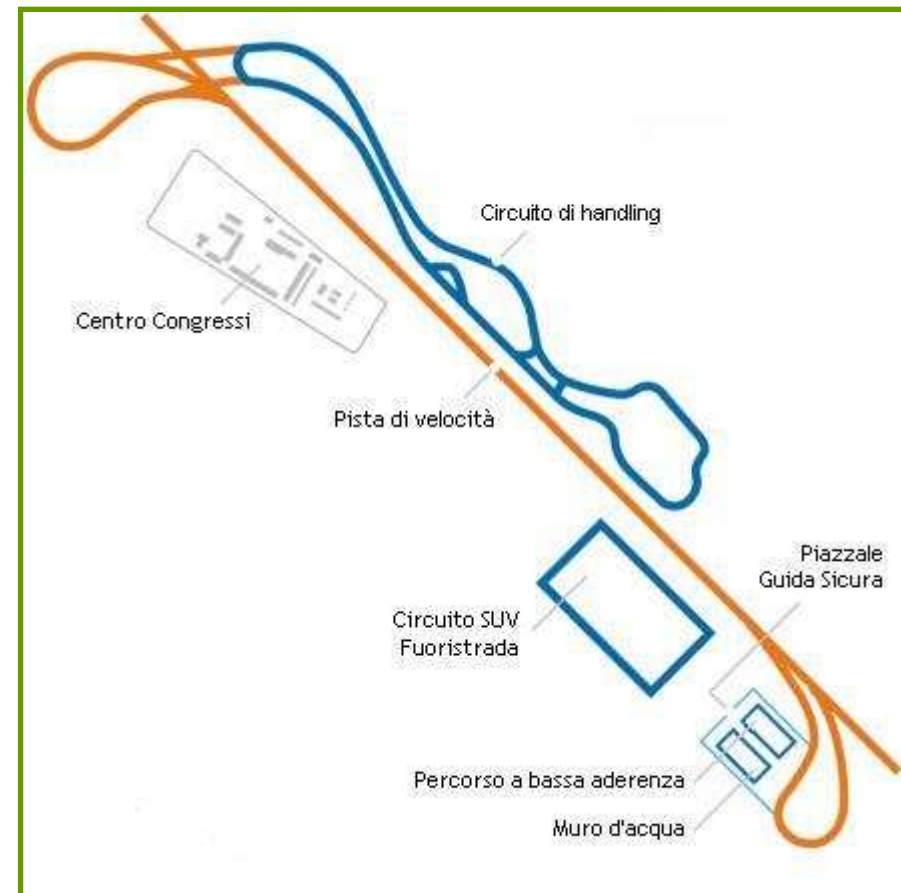 Circuito di handling
Centro Congressi
Pista di velocità
Piazzale
Guida Sicura
Circuito SUV
Fuoristrada
Percorso a bassa aderenza
Muro d'acqua